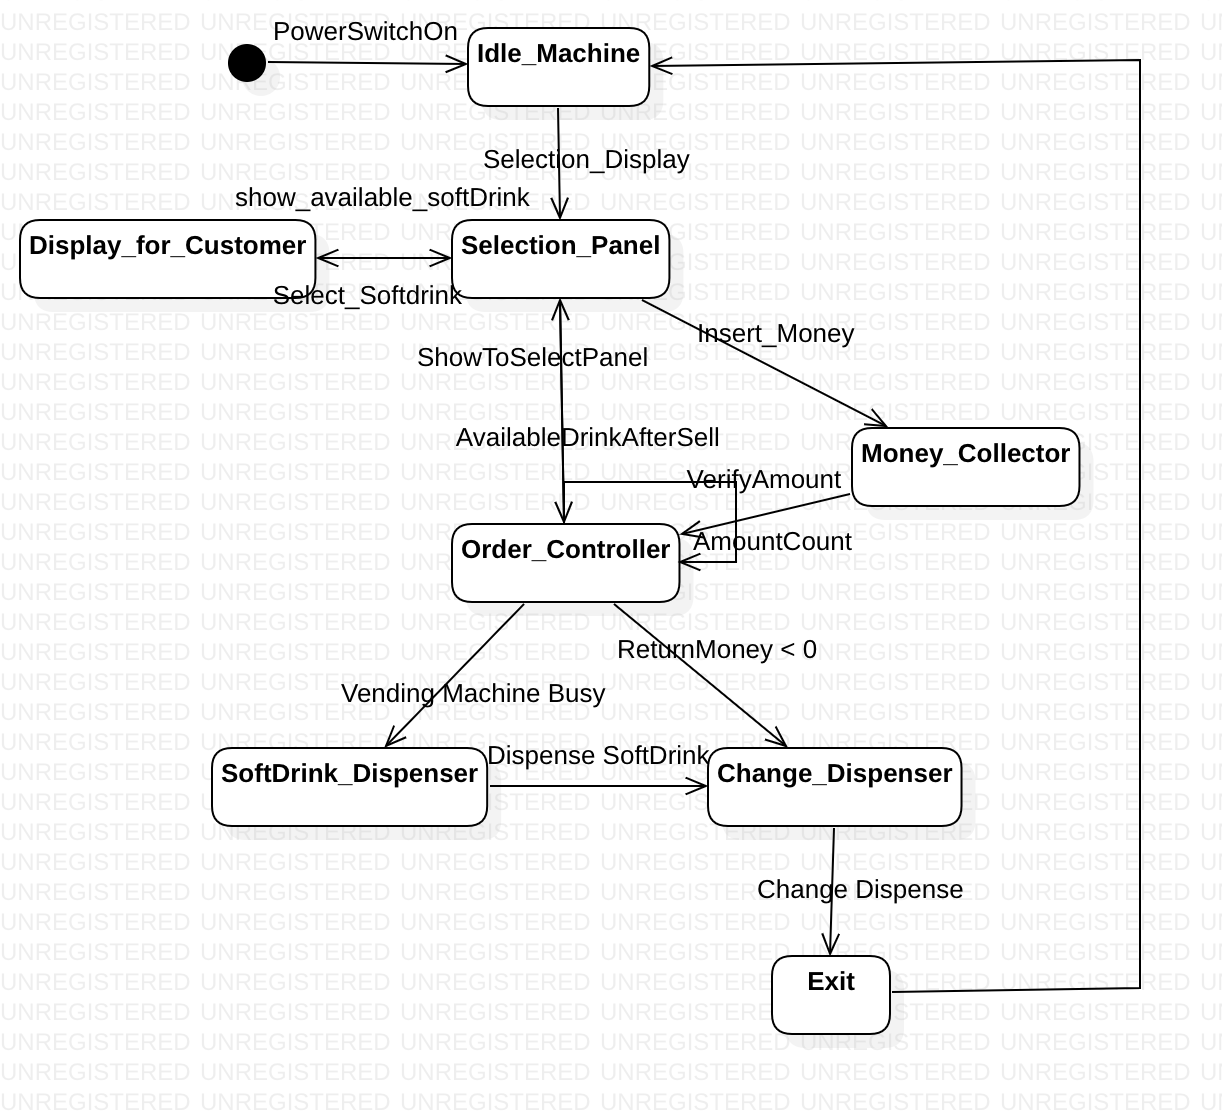 PowerSwitchOn
Idle_Machine
Selection_Display
show_available_softDrink
Display_for_Customer
Selection_Panel
Select_Softdrink
Insert_Money
ShowToSelectPanel
AvailableDrinkAfterSell
Money_Collector
VerifyAmount
AmountCount
Order_Controller
ReturnMoney < 0
Vending Machine Busy
Dispense SoftDrink
SoftDrink_Dispenser
Change_Dispenser
Change Dispense
Exit
UNREGISTERED